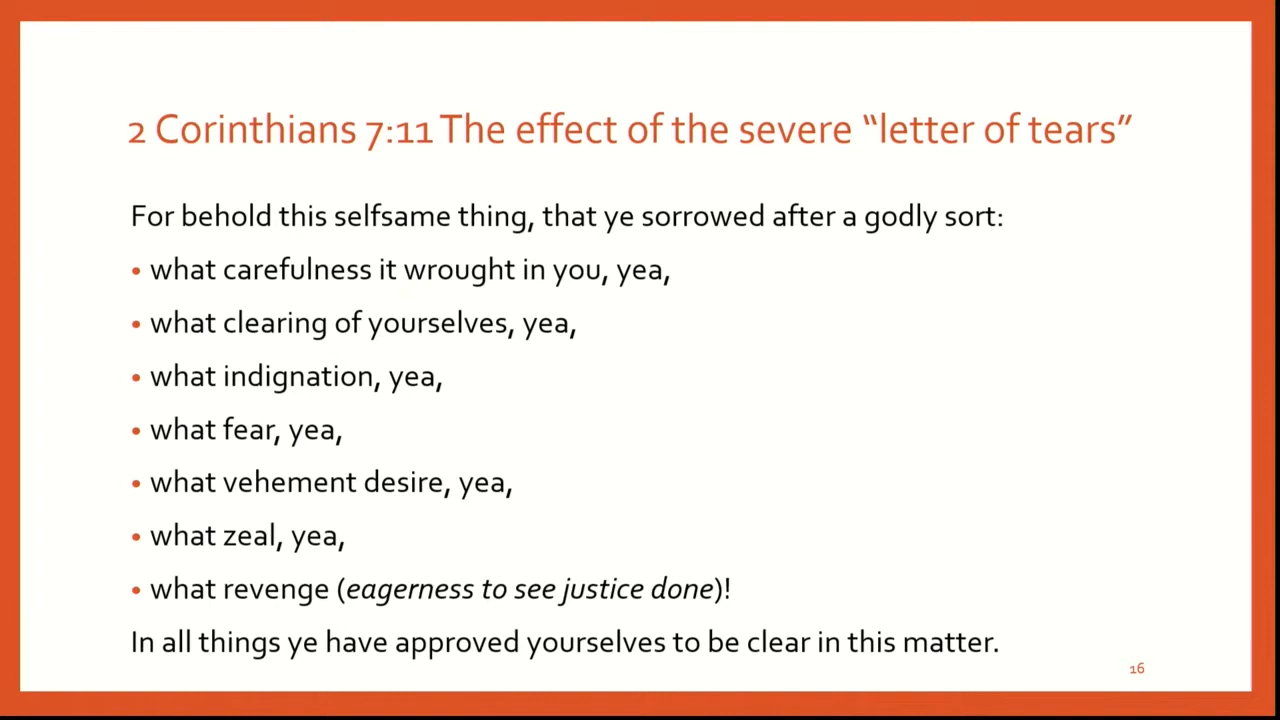 2 Corinthians 7:11 The effect of the severe “letter of tears”
For behold this selfsame thing, that ye sorrowed after a godly sort:
• what carefulness it wrought in you, yea,
• what clearing of yourselves, yea,
• what indignation, yea,
• what fear, yea,
• what vehement desire, yea,
• what zeal, yea,
• what revenge (eagerness to see justice done)!
In all things ye have approved yourselves to be clear in this matter.
16